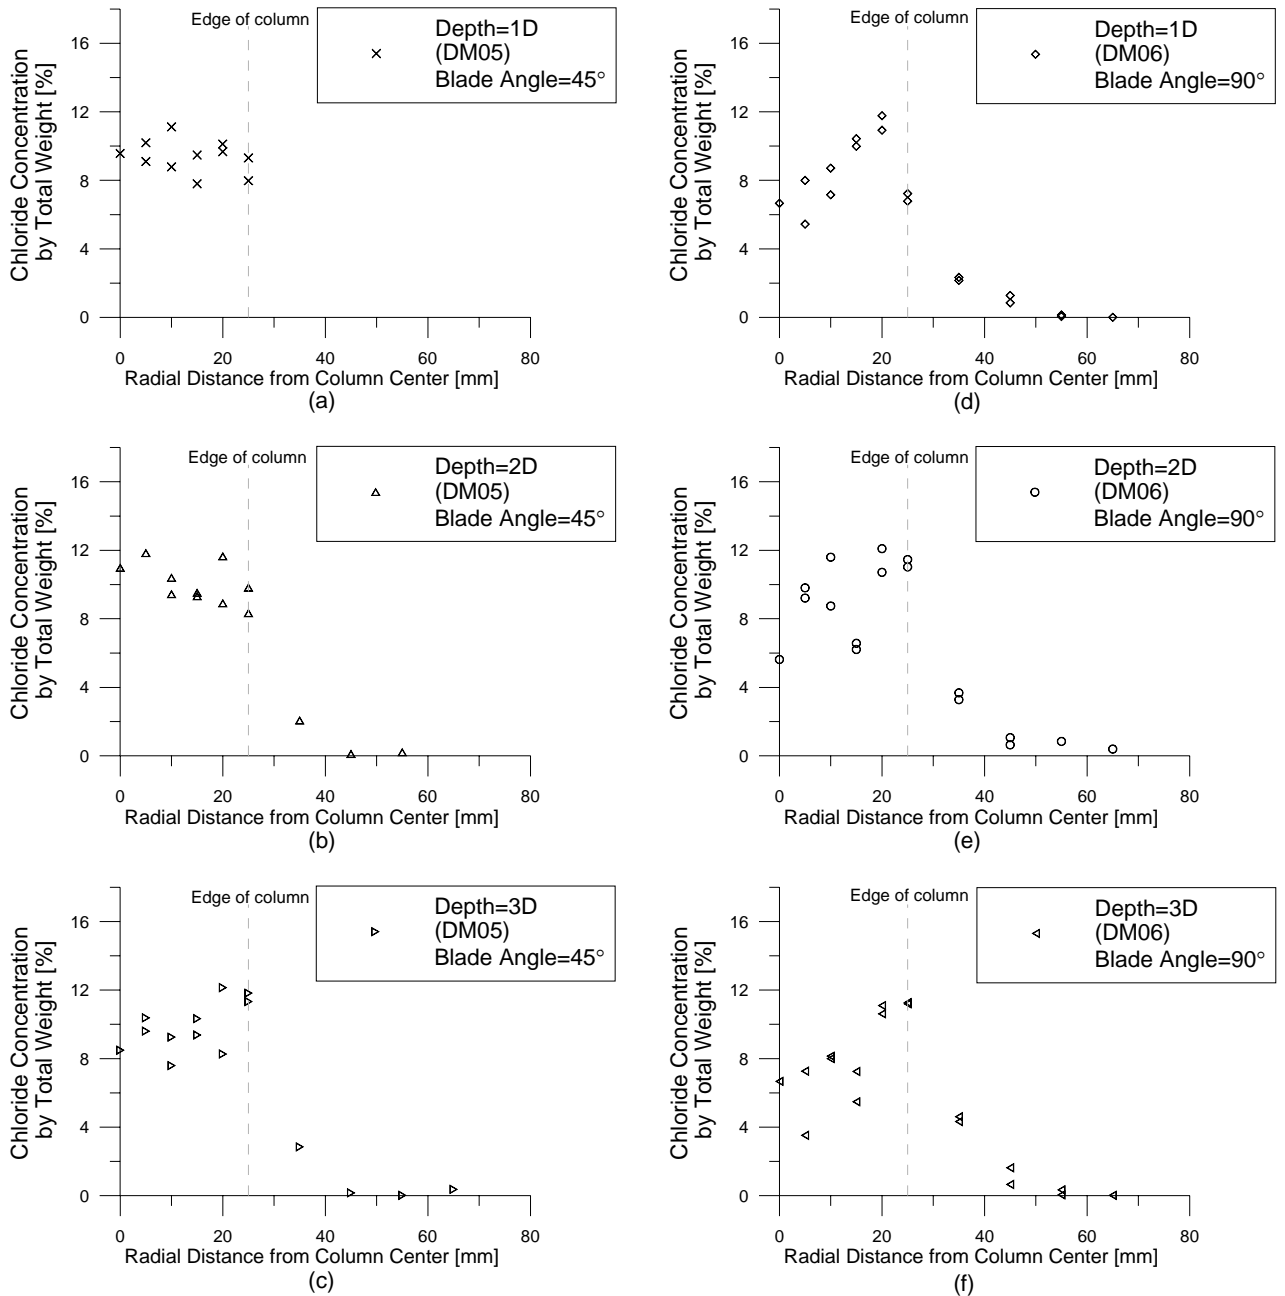 Edge of column
Depth=1D
(DM05)
Blade Angle=45°
Chloride Concentration
by Total Weight [%]
16
12
8
4
0
0 20 40 60 80
Radial Distance from Column Center [mm]
(a)
Edge of column
Depth=1D
(DM06)
Blade Angle=90°
Chloride Concentration
by Total Weight [%]
16
12
8
4
0
0 20 40 60 80
Radial Distance from Column Center [mm]
(d)
Edge of column
Depth=2D
(DM05)
Blade Angle=45°
Chloride Concentration
by Total Weight [%]
16
12
8
4
0
0 20 40 60 80
Radial Distance from Column Center [mm]
(b)
Edge of column
Depth=2D
(DM06)
Blade Angle=90°
Chloride Concentration
by Total Weight [%]
16
12
8
4
0
0 20 40 60 80
Radial Distance from Column Center [mm]
(e)
Edge of column
Depth=3D
(DM05)
Blade Angle=45°
Chloride Concentration
by Total Weight [%]
16
12
8
4
0
0 20 40 60 80
Radial Distance from Column Center [mm]
(c)
Edge of column
Depth=3D
(DM06)
Blade Angle=90°
Chloride Concentration
by Total Weight [%]
16
12
8
4
0
0 20 40 60 80
Radial Distance from Column Center [mm]
(f)